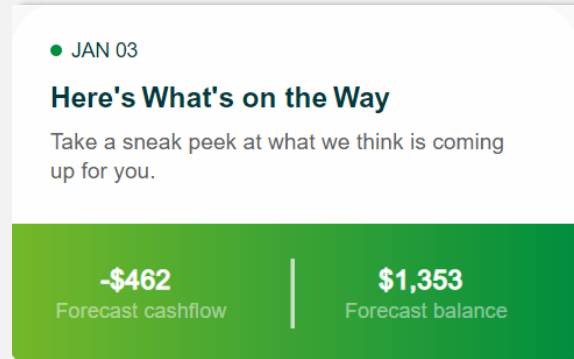 JAN 03
Here's What's on the Way
Take a sneak peek at what we think is coming
up for you.
-$462
Forecast cashflow
$1,353
Forecast balance